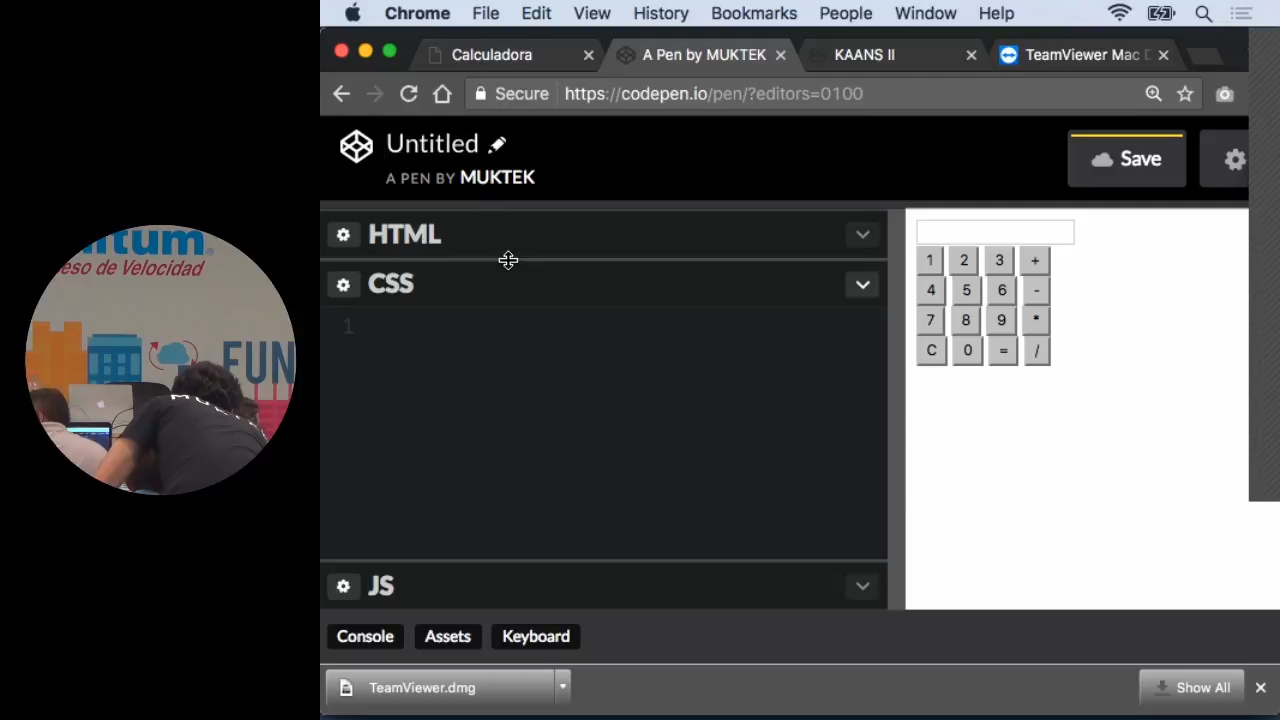 Chrome File Edit View History Bookmarks People Window Help
Calculadora
A Pen by MUKTEK
KAANS II
TeamViewer Mac D
Secure
https://codepen.io/pen/?editors=0100
Untitled
A PEN BY MUKTEK
Save
HTML
CSS
1
JS
1 2 3 +
4 5 6 -
7 8 9 *
C 0 = /
Console Assets Keyboard
TeamViewer.dmg
Show All
ntum®
eso de Velocidad
FUN